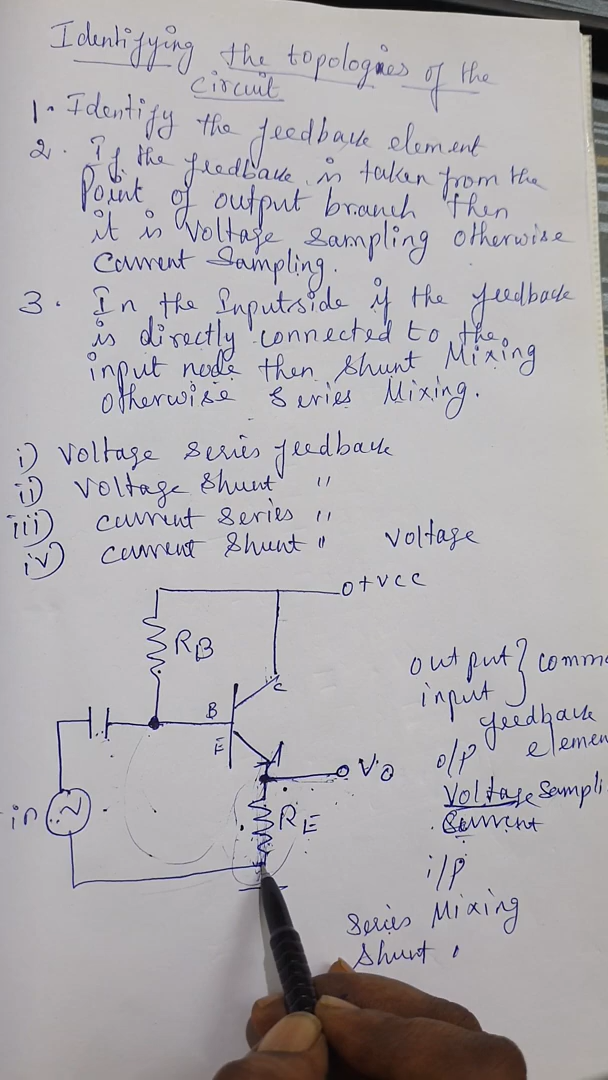 Identifying the topologies of the
Circuit
1. Identify the feedback element
2. If the feedback is taken from the
Point of output branch then
it is voltage sampling otherwise
Current Sampling.
3. In the Inputside if the feedback
is directly connected to the
input node then shunt Mixing
otherwise Series Mixing.
i) Voltage series feedback
ii) Voltage shunt "
iii) current series "
iv) current shunt "
Voltage
+VCC
RB
C
B
E
Vo
in
RE
output } comm
input
feedback
o/p elemen
Voltage Sampli
Current
i/p
Series Mixing
Shunt "